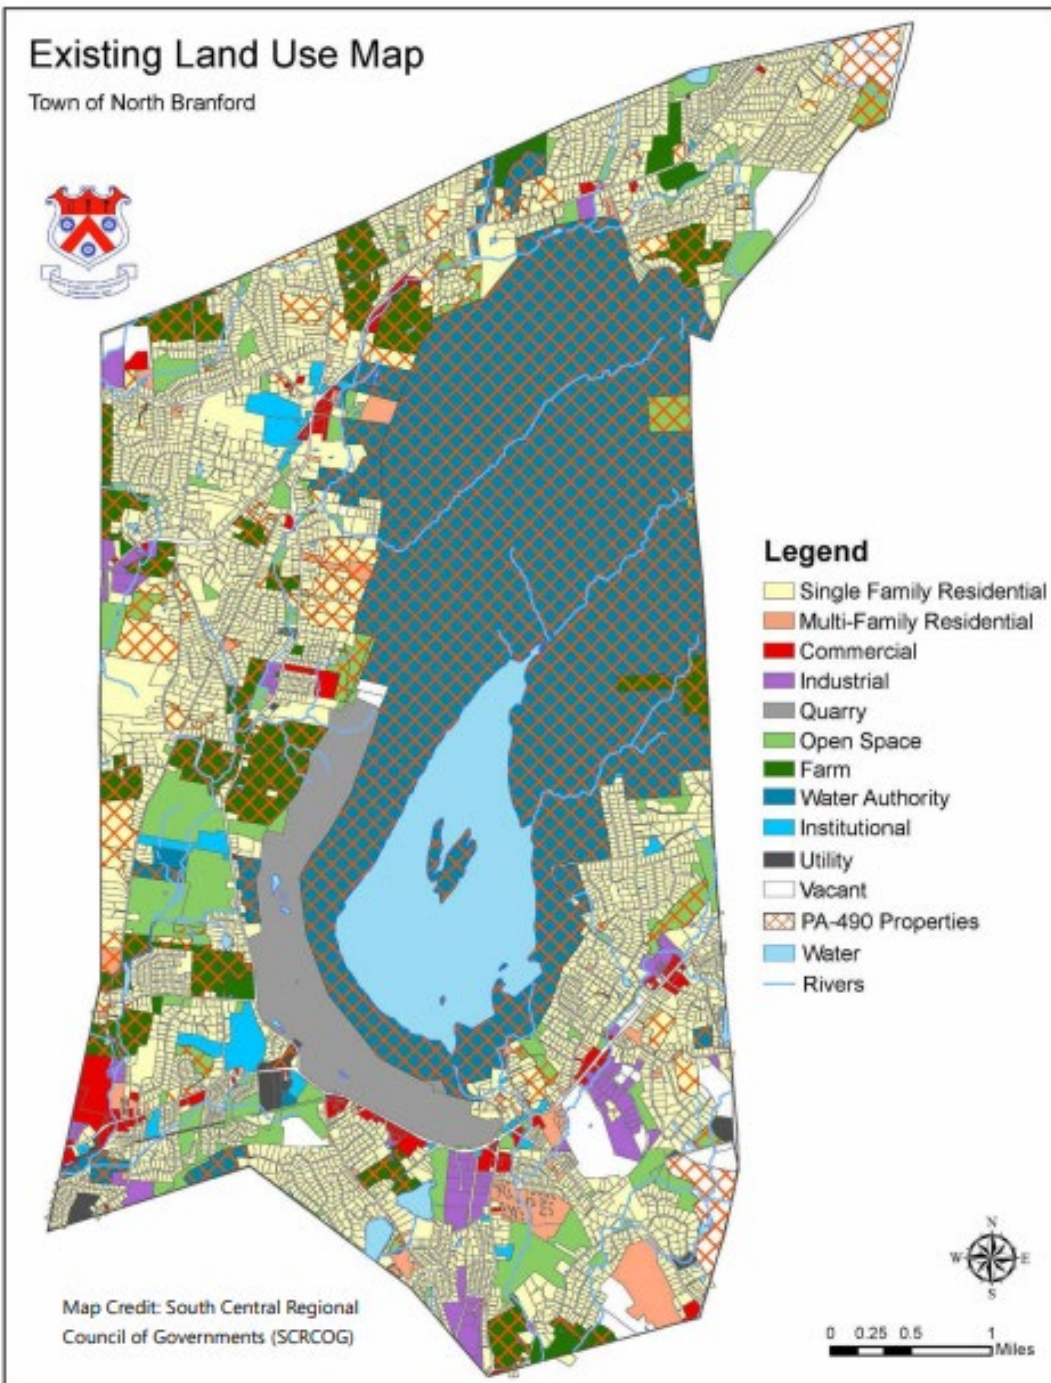 Existing Land Use Map
Town of North Branford
Legend
Single Family Residential
Multi-Family Residential
Commercial
Industrial
Quarry
Open Space
Farm
Water Authority
Institutional
Utility
Vacant
PA-490 Properties
Water
Rivers
N
W E
S
Map Credit: South Central Regional
Council of Governments (SCRCOG)
0 0.25 0.5 1
Miles